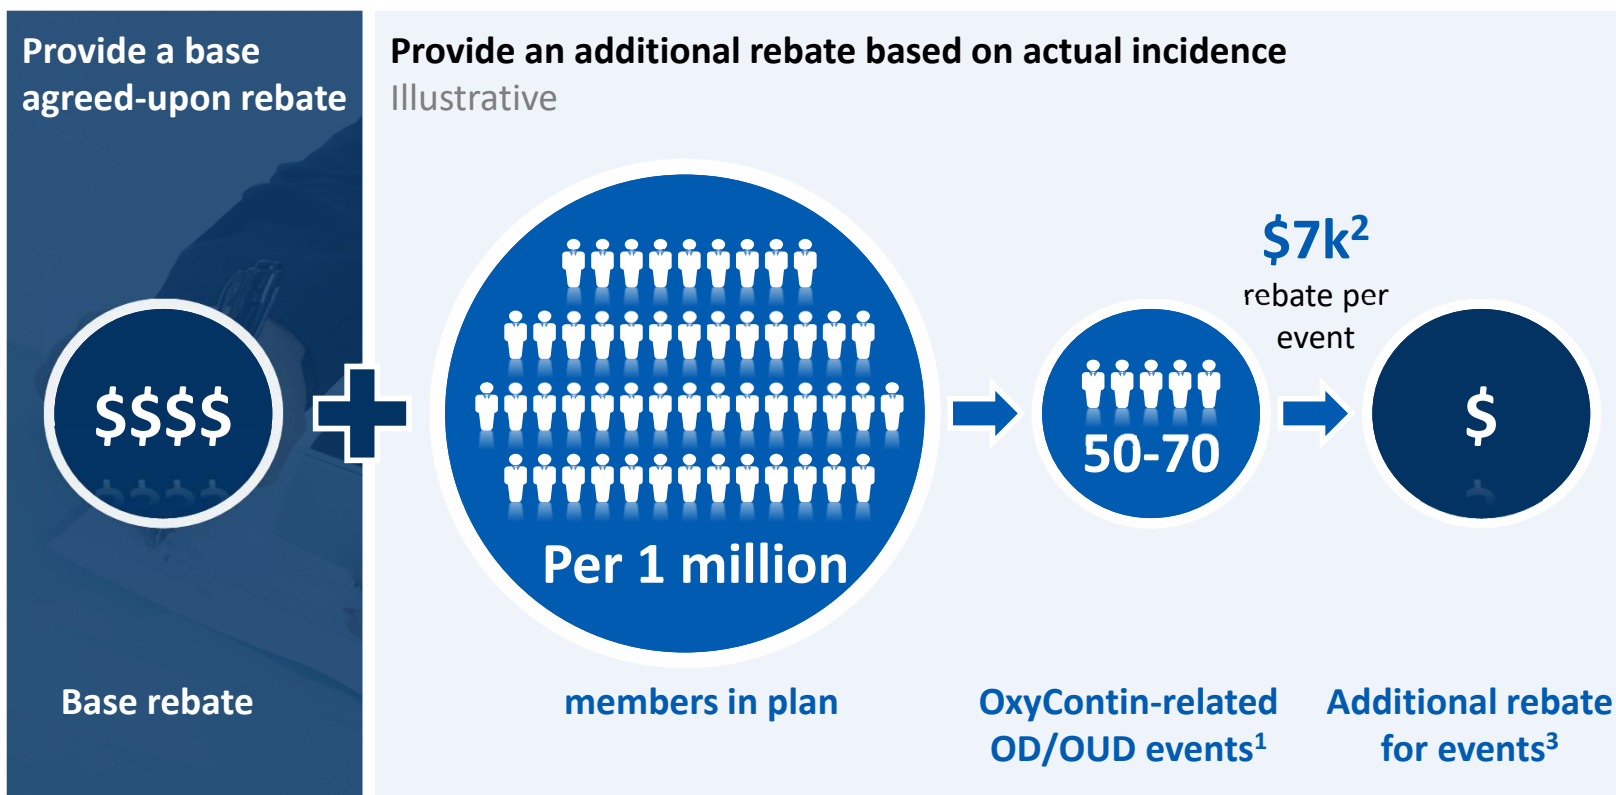 Provide a base
agreed-upon rebate
$$$$
Base rebate
Provide an additional rebate based on actual incidence
Illustrative
Per 1 million
members in plan
50-70
OxyContin-related
OD/OUD events¹
$7k²
rebate per
event
$
Additional rebate
for events³